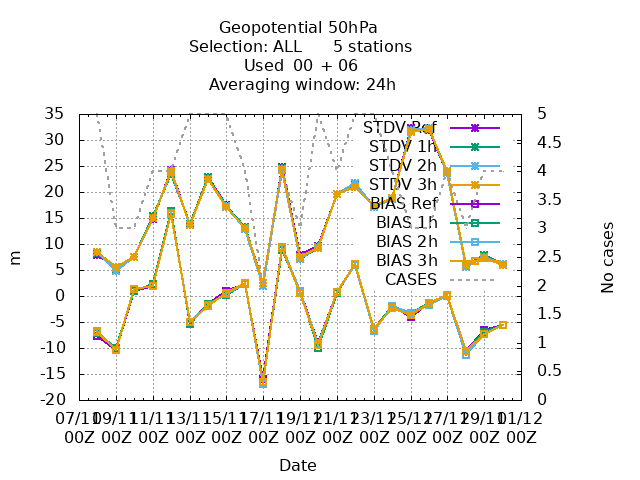 Geopotential 50hPa
Selection: ALL 5 stations
Used 00 + 06
Averaging window: 24h
35
30
25
20
15
10
5
0
-5
-10
-15
-20
m
5
4.5
4
3.5
3
2.5
2
1.5
1
0.5
0
No cases
STDV Ref
STDV 1h
STDV 2h
STDV 3h
BIAS Ref
BIAS 1h
BIAS 2h
BIAS 3h
CASES
07/11 09/11 11/11 13/11 15/11 17/11 19/11 21/11 23/11 25/11 27/11 29/11 01/12
00Z 00Z 00Z 00Z 00Z 00Z 00Z 00Z 00Z 00Z 00Z 00Z 00Z
Date